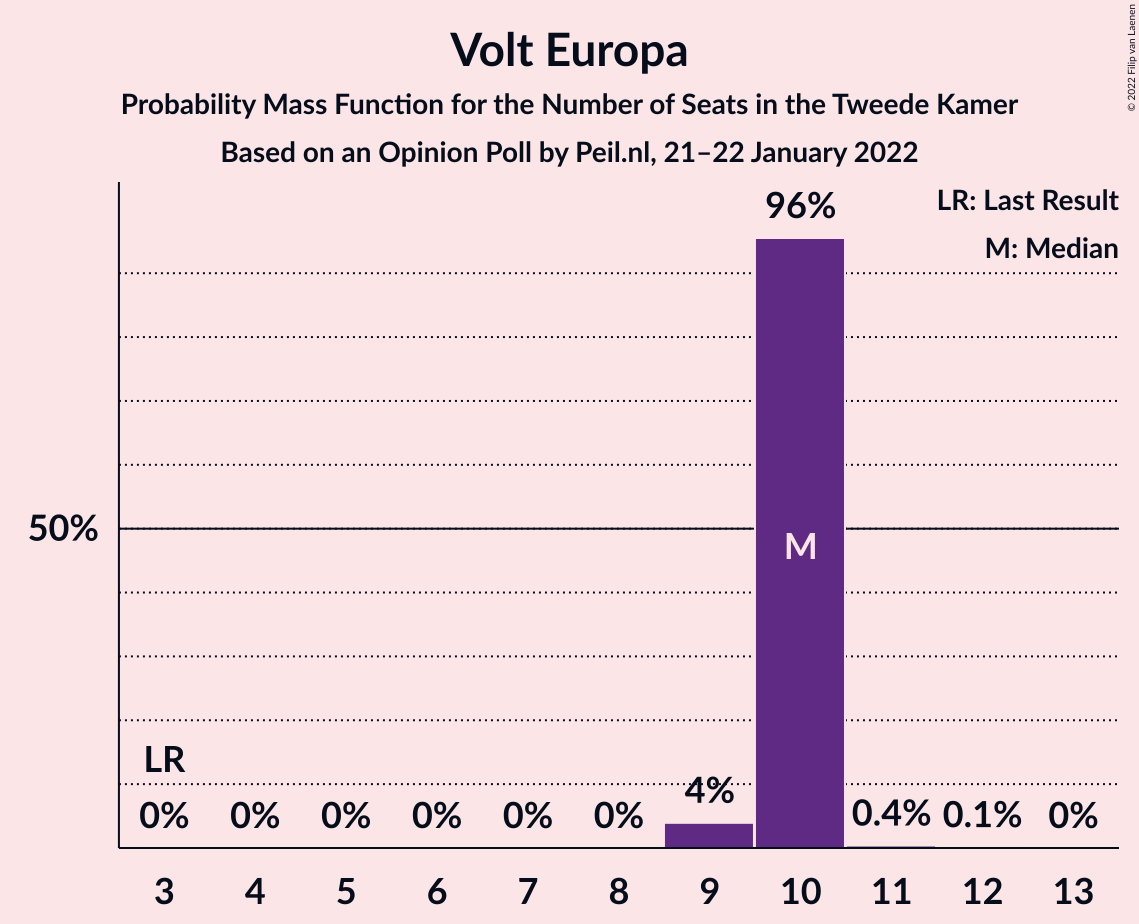 Volt Europa
Probability Mass Function for the Number of Seats in the Tweede Kamer
Based on an Opinion Poll by Peil.nl, 21–22 January 2022
© 2022 Filip van Laenen
LR: Last Result
M: Median
96%
50%
M
LR
0% 0% 0% 0% 0% 0% 4% 0.4% 0.1% 0%
3 4 5 6 7 8 9 10 11 12 13